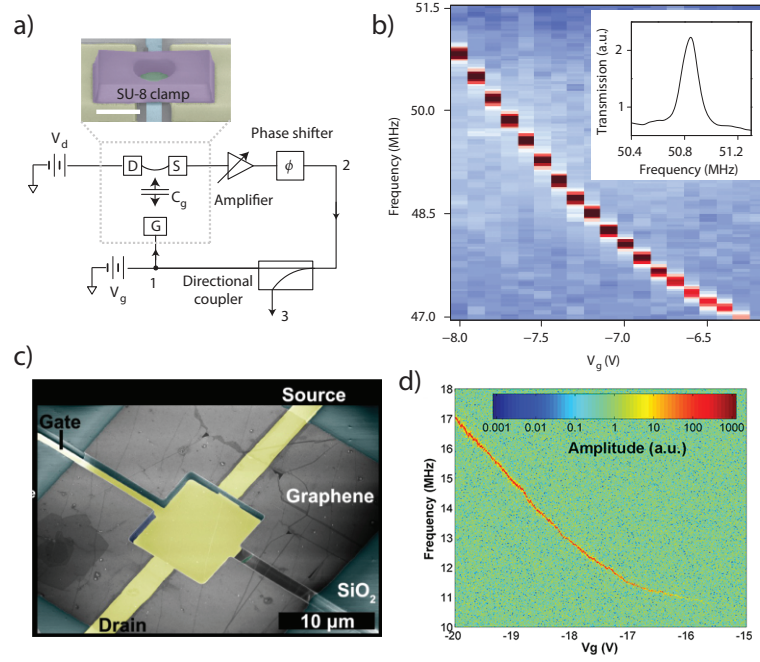 a)
SU-8 clamp
V_d
D
S
Phase shifter
ϕ
2
C_g
Amplifier
G
V_g
1
Directional
coupler
3
b)
51.5
50.0
48.5
47.0
Frequency (MHz)
−8.0
−7.5
−7.0
−6.5
V_g (V)
Transmission (a.u.)
2
1
50.4
50.8
51.2
Frequency (MHz)
c)
Source
Gate
Graphene
SiO₂
Drain
10 μm
d)
18
17
16
15
14
13
12
11
10
Frequency (MHz)
0.001
0.01
0.1
1
10
100
1000
Amplitude (a.u.)
-20
-19
-18
-17
-16
-15
Vg (V)